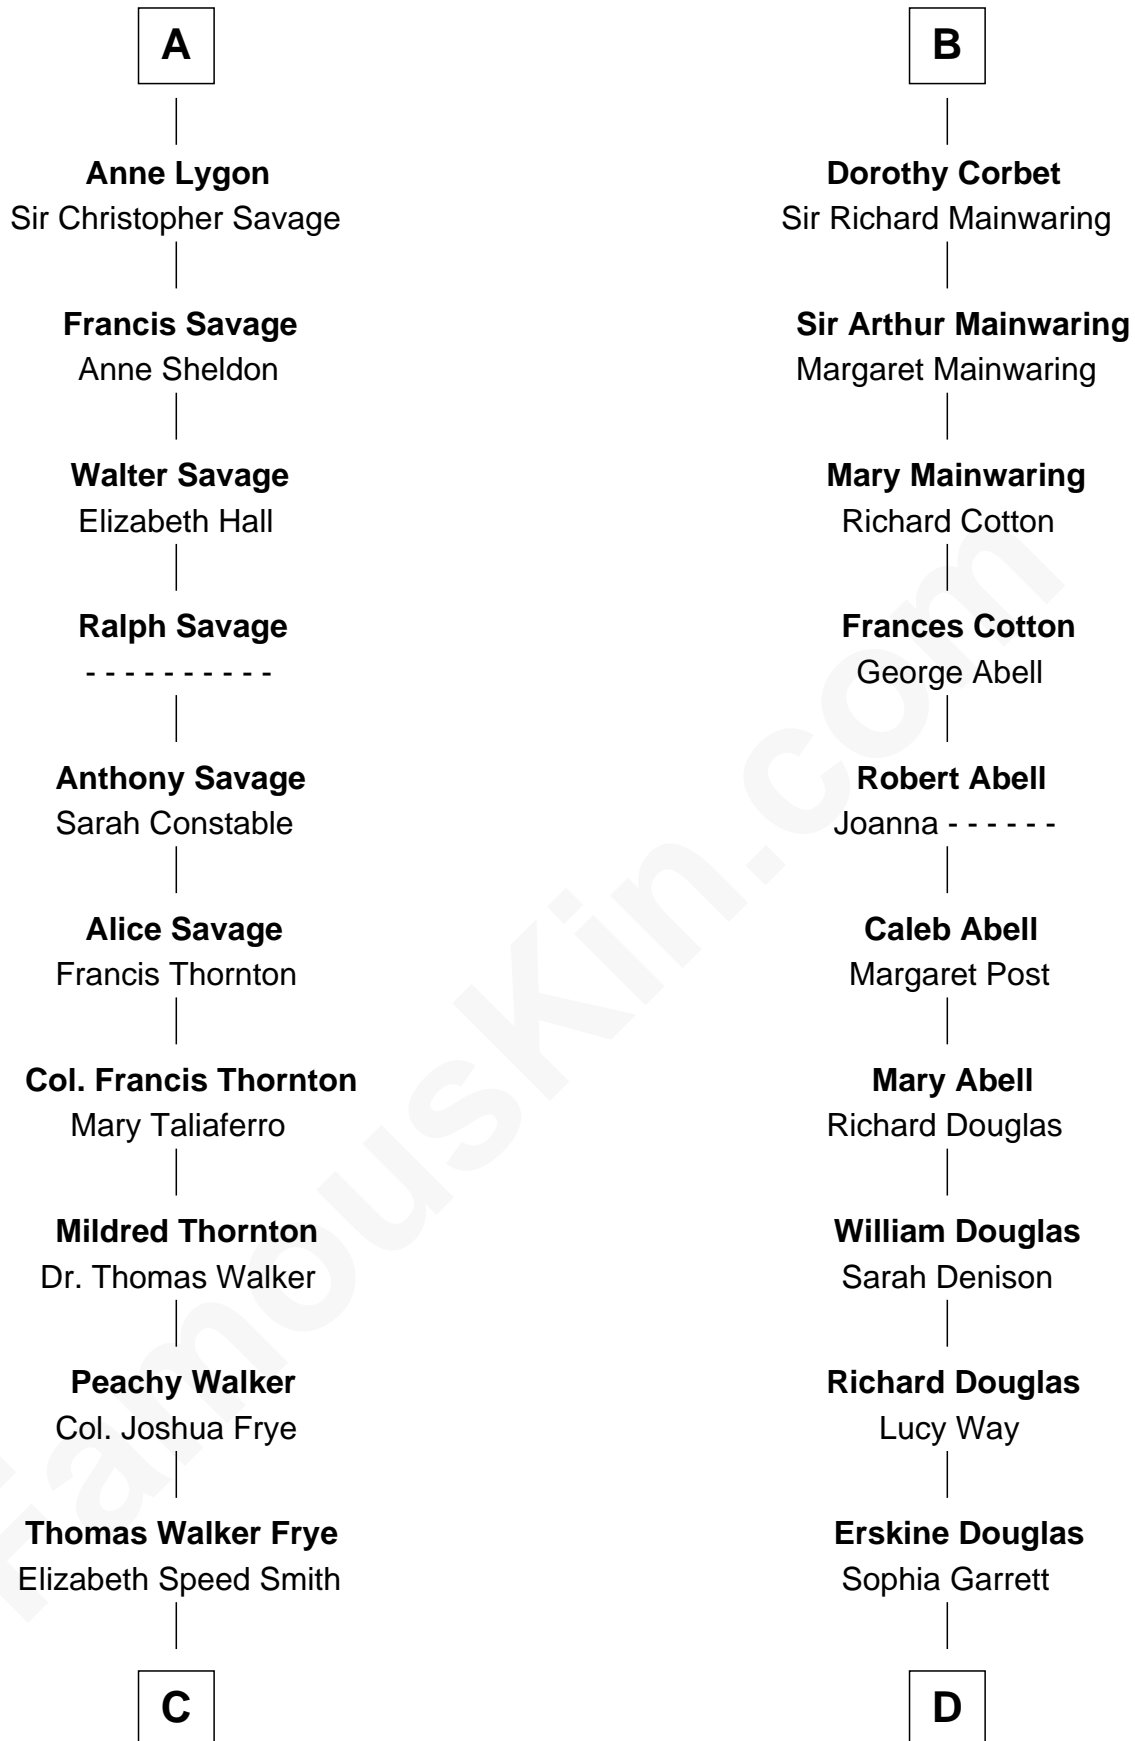 A
Anne Lygon
Sir Christopher Savage
Francis Savage
Anne Sheldon
Walter Savage
Elizabeth Hall
Ralph Savage
- - - - - - - - - -
Anthony Savage
Sarah Constable
Alice Savage
Francis Thornton
Col. Francis Thornton
Mary Taliaferro
Mildred Thornton
Dr. Thomas Walker
Peachy Walker
Col. Joshua Frye
Thomas Walker Frye
Elizabeth Speed Smith
C
B
Dorothy Corbet
Sir Richard Mainwaring
Sir Arthur Mainwaring
Margaret Mainwaring
Mary Mainwaring
Richard Cotton
Frances Cotton
George Abell
Robert Abell
Joanna - - - - - -
Caleb Abell
Margaret Post
Mary Abell
Richard Douglas
William Douglas
Sarah Denison
Richard Douglas
Lucy Way
Erskine Douglas
Sophia Garrett
D
FamousKin.com